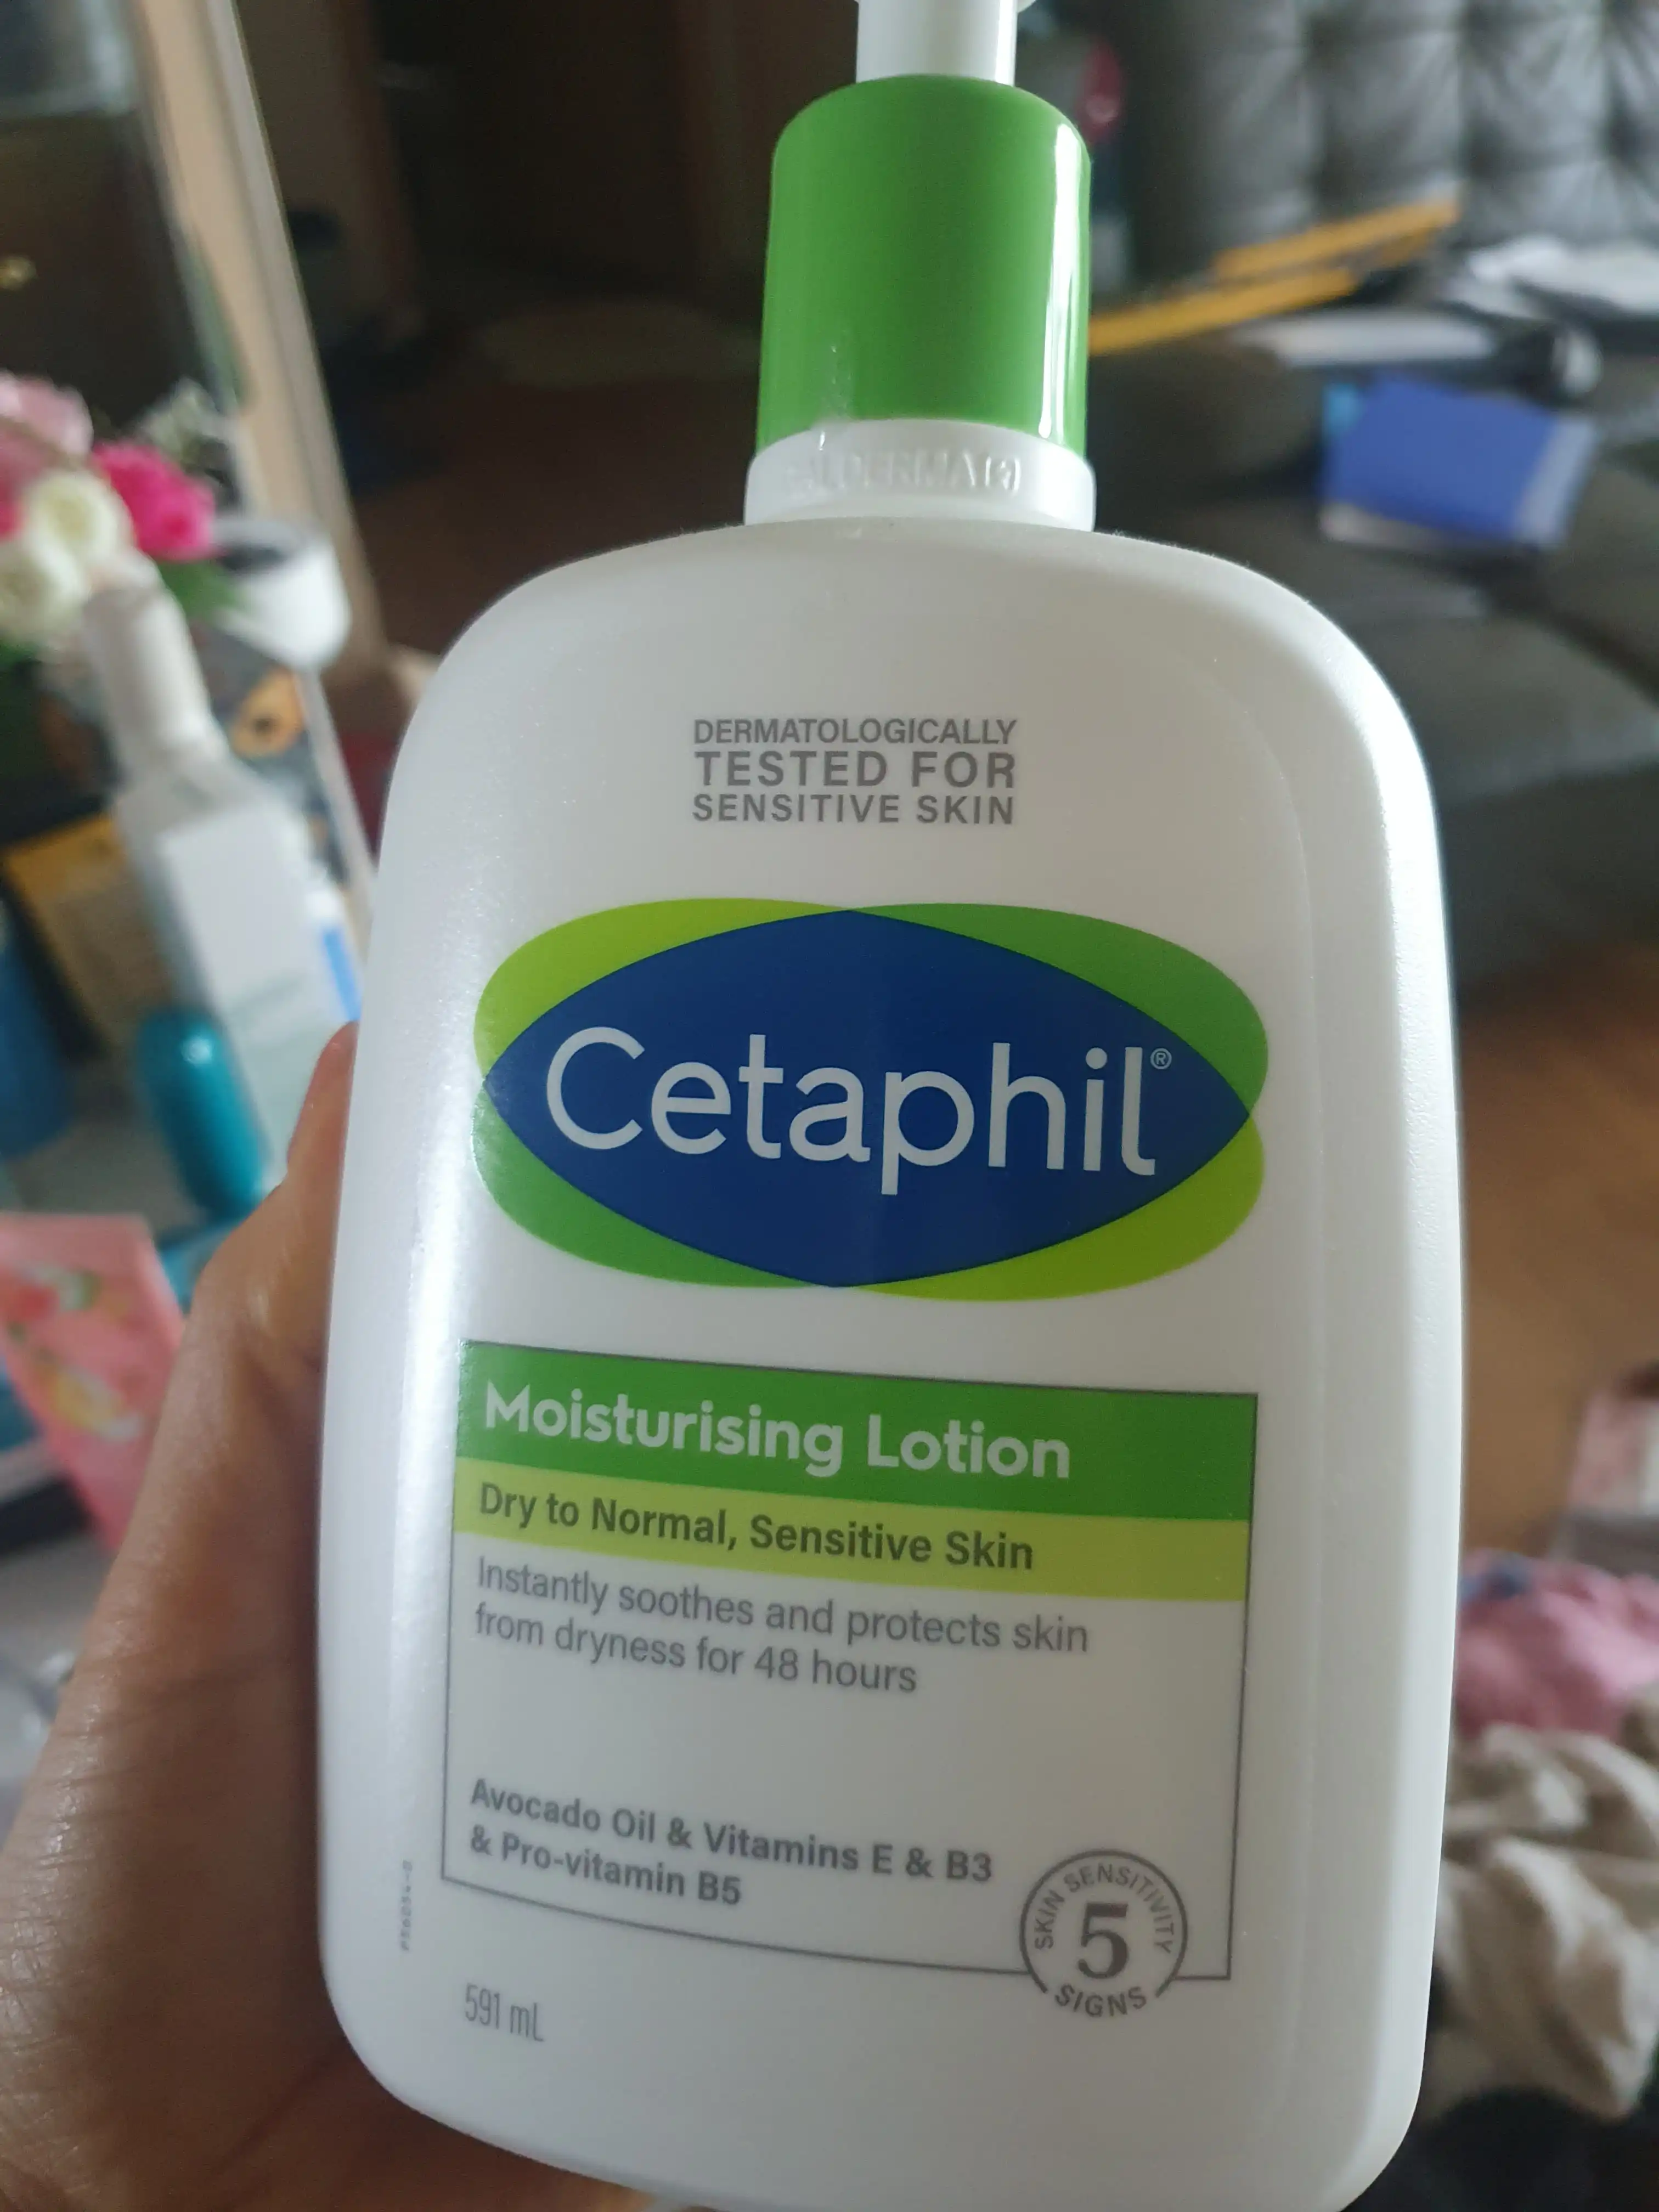 DERMATOLOGICALLY
TESTED FOR
SENSITIVE SKIN
Cetaphil®
Moisturising Lotion
Dry to Normal, Sensitive Skin
Instantly soothes and protects skin
from dryness for 48 hours
Avocado Oil & Vitamins E & B3
& Pro-vitamin B5
SKIN SENSITIVITY
5
SIGNS
591 mL